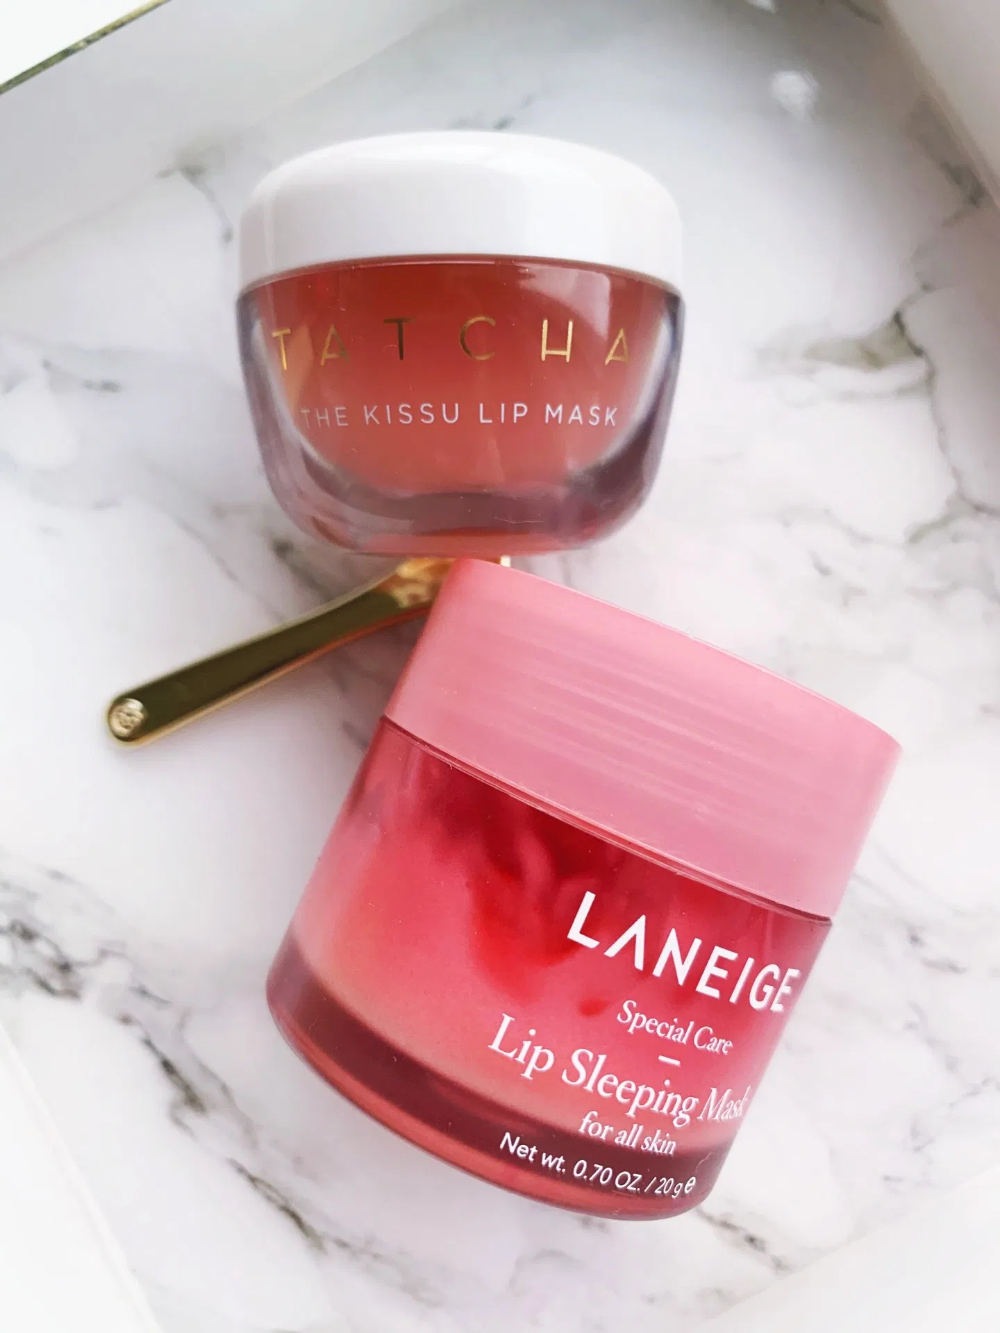 TATCHA
THE KISSU LIP MASK
LANEIGE
Special Care
Lip Sleeping Mask
for all skin
Net wt. 0.70 OZ. / 20 g ℮